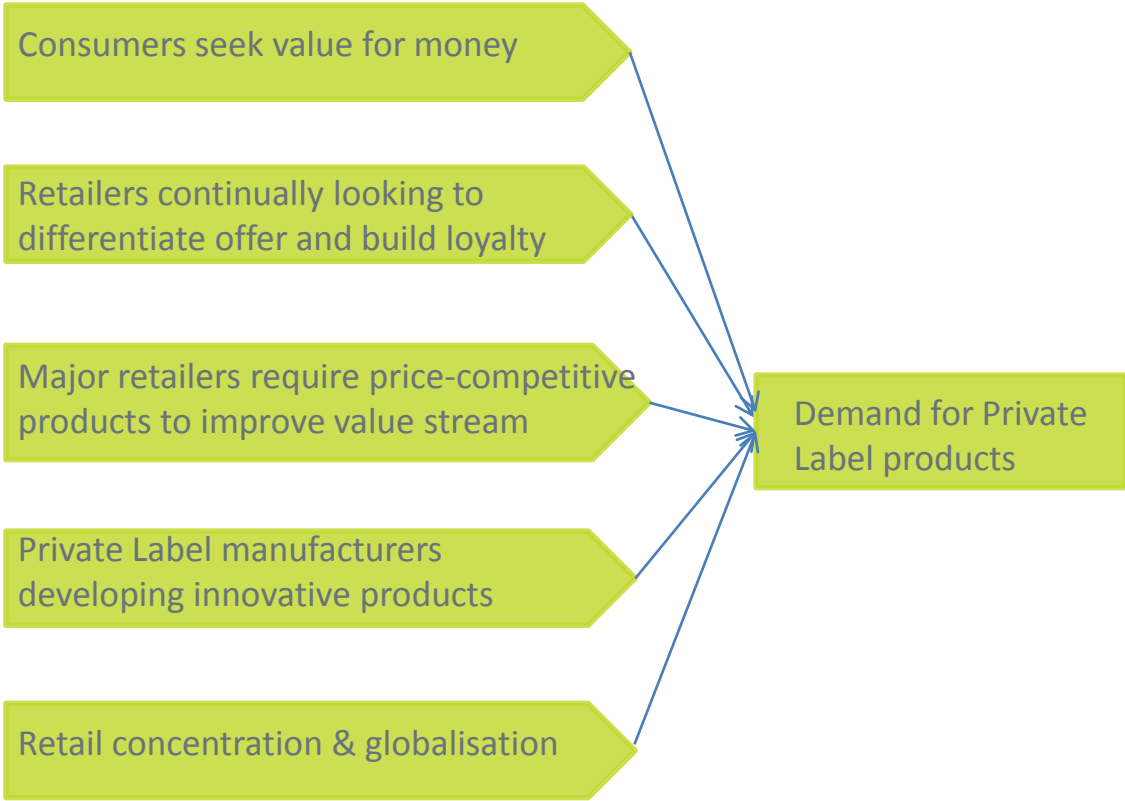 Consumers seek value for money
Retailers continually looking to
differentiate offer and build loyalty
Major retailers require price-competitive
products to improve value stream
Demand for Private
Label products
Private Label manufacturers
developing innovative products
Retail concentration & globalisation